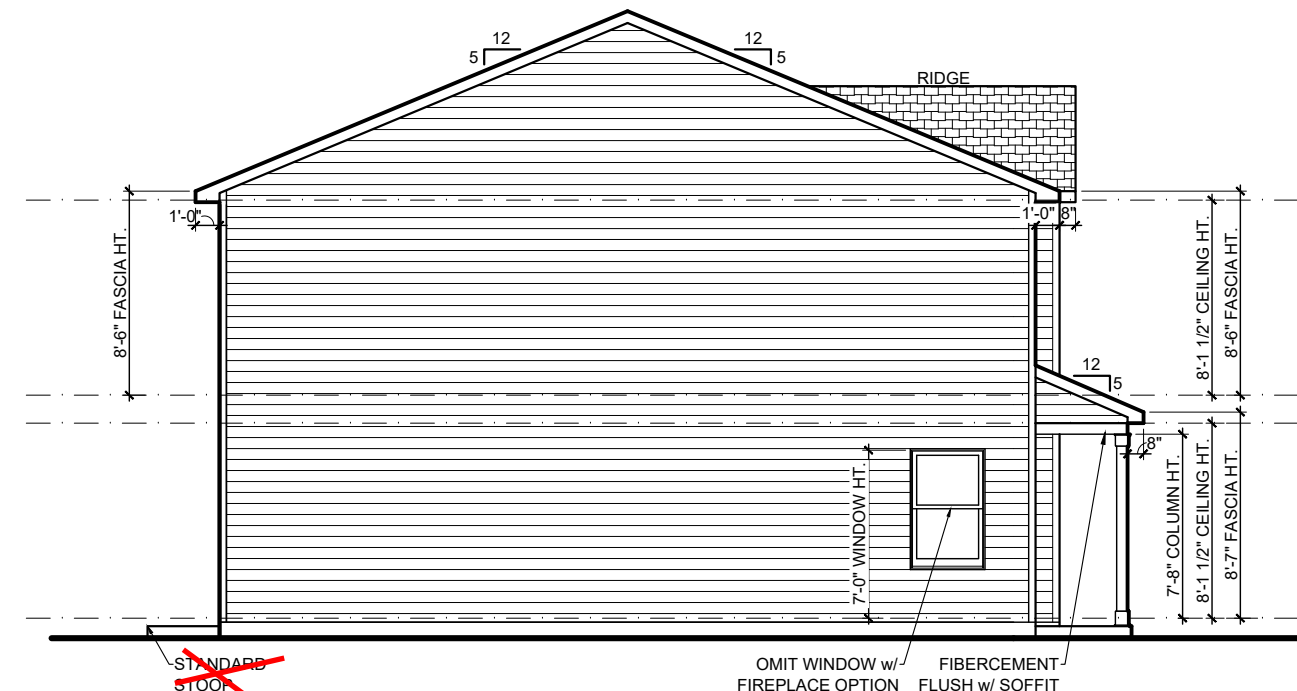 12
5
12
5
RIDGE
1'-0"
1'-0"
8"
8'-6" FASCIA HT.
8'-1 1/2" CEILING HT.
8'-6" FASCIA HT.
12
5
8"
7'-0" WINDOW HT.
7'-8" COLUMN HT.
8'-1 1/2" CEILING HT.
8'-7" FASCIA HT.
STANDARD
STOOP
OMIT WINDOW w/
FIREPLACE OPTION
FIBERCEMENT
FLUSH w/ SOFFIT